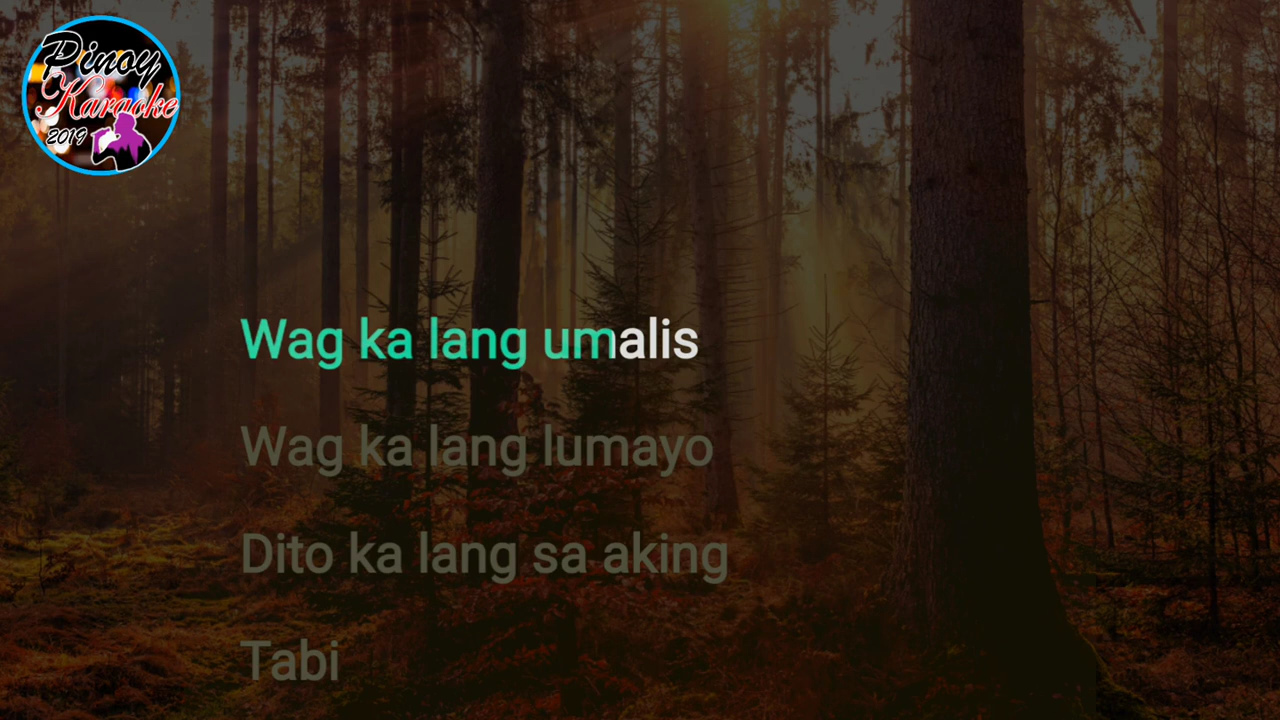 Pinoy
Karaoke
2019
Wag ka lang umalis
Wag ka lang lumayo
Dito ka lang sa aking
Tabi